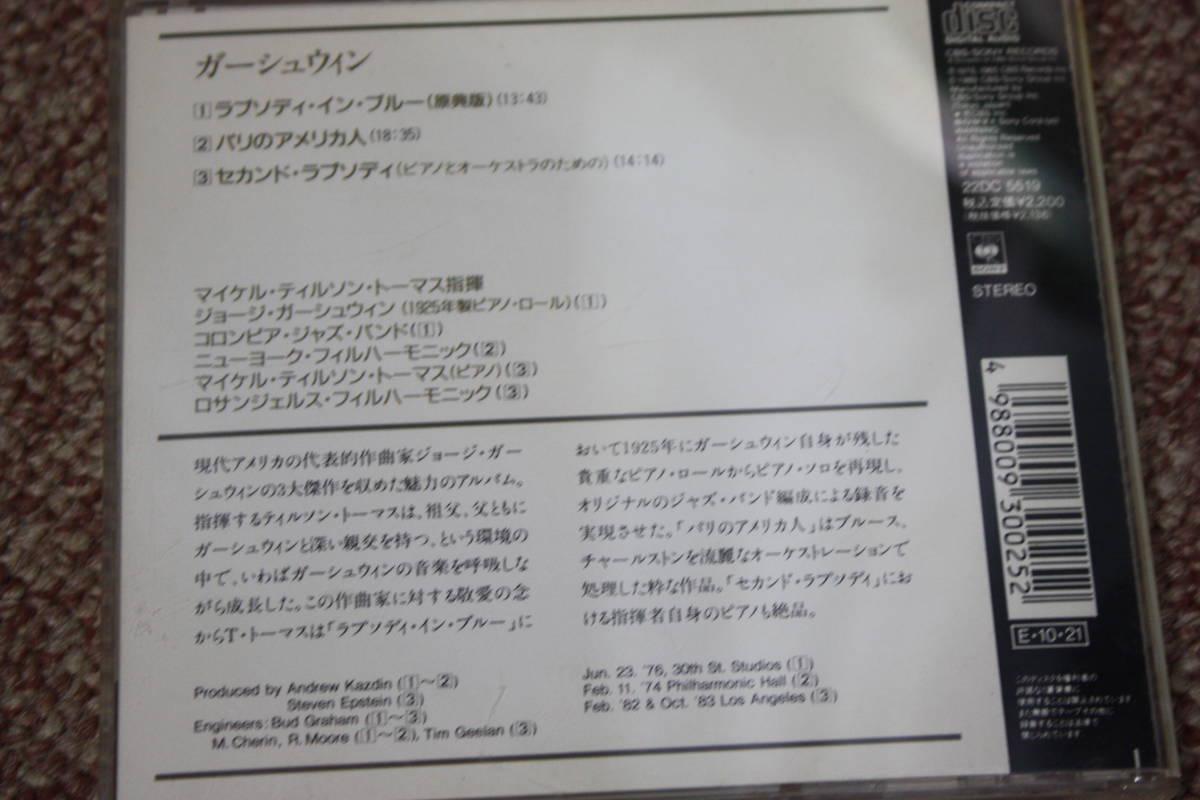 ガーシュウィン
1 ラプソディ・イン・ブルー(原典版)(13:43)
2 パリのアメリカ人(18:35)
3 セカンド・ラプソディ(ピアノとオーケストラのための)(14:14)
マイケル・ティルソン・トーマス指揮
ジョージ・ガーシュウィン(1925年製ピアノ・ロール)(1)
コロンビア・ジャズ・バンド(1)
ニューヨーク・フィルハーモニック(2)
マイケル・ティルソン・トーマス(ピアノ)(3)
ロサンジェルス・フィルハーモニック(3)
現代アメリカの代表的作曲家ジョージ・ガー
シュウィンの3大傑作を収めた魅力のアルバム。
指揮するティルソン・トーマスは、祖父、父ともに
ガーシュウィンと深い親交を持つ、という環境の
中で、いわばガーシュウィンの音楽を呼吸しな
がら成長した。この作曲家に対する敬愛の念
からT・トーマスは「ラプソディ・イン・ブルー」に
おいて1925年にガーシュウィン自身が残した
貴重なピアノ・ロールからピアノ・ソロを再現し、
オリジナルのジャズ・バンド編成による録音を
実現させた。「パリのアメリカ人」はブルース、
チャールストンを流麗なオーケストレーションで
処理した粋な作品。「セカンド・ラプソディ」にお
ける指揮者自身のピアノも絶品。
Produced by Andrew Kazdin (1〜2)
Steven Epstein (3)
Engineers: Bud Graham (1〜3)
M. Cherin, R. Moore (1〜2), Tim Geelan (3)
Jun. 23. '76, 30th St. Studios (1)
Feb. 11. '74 Philharmonic Hall (2)
Feb. '82 & Oct. '83 Los Angeles (3)
COMPACT
disc
DIGITAL AUDIO
CBS-SONY RECORDS
22DC 5519
税込定価¥2,200
(税抜価格¥2,136)
SONY
STEREO
4 988009 300252
E・10・21